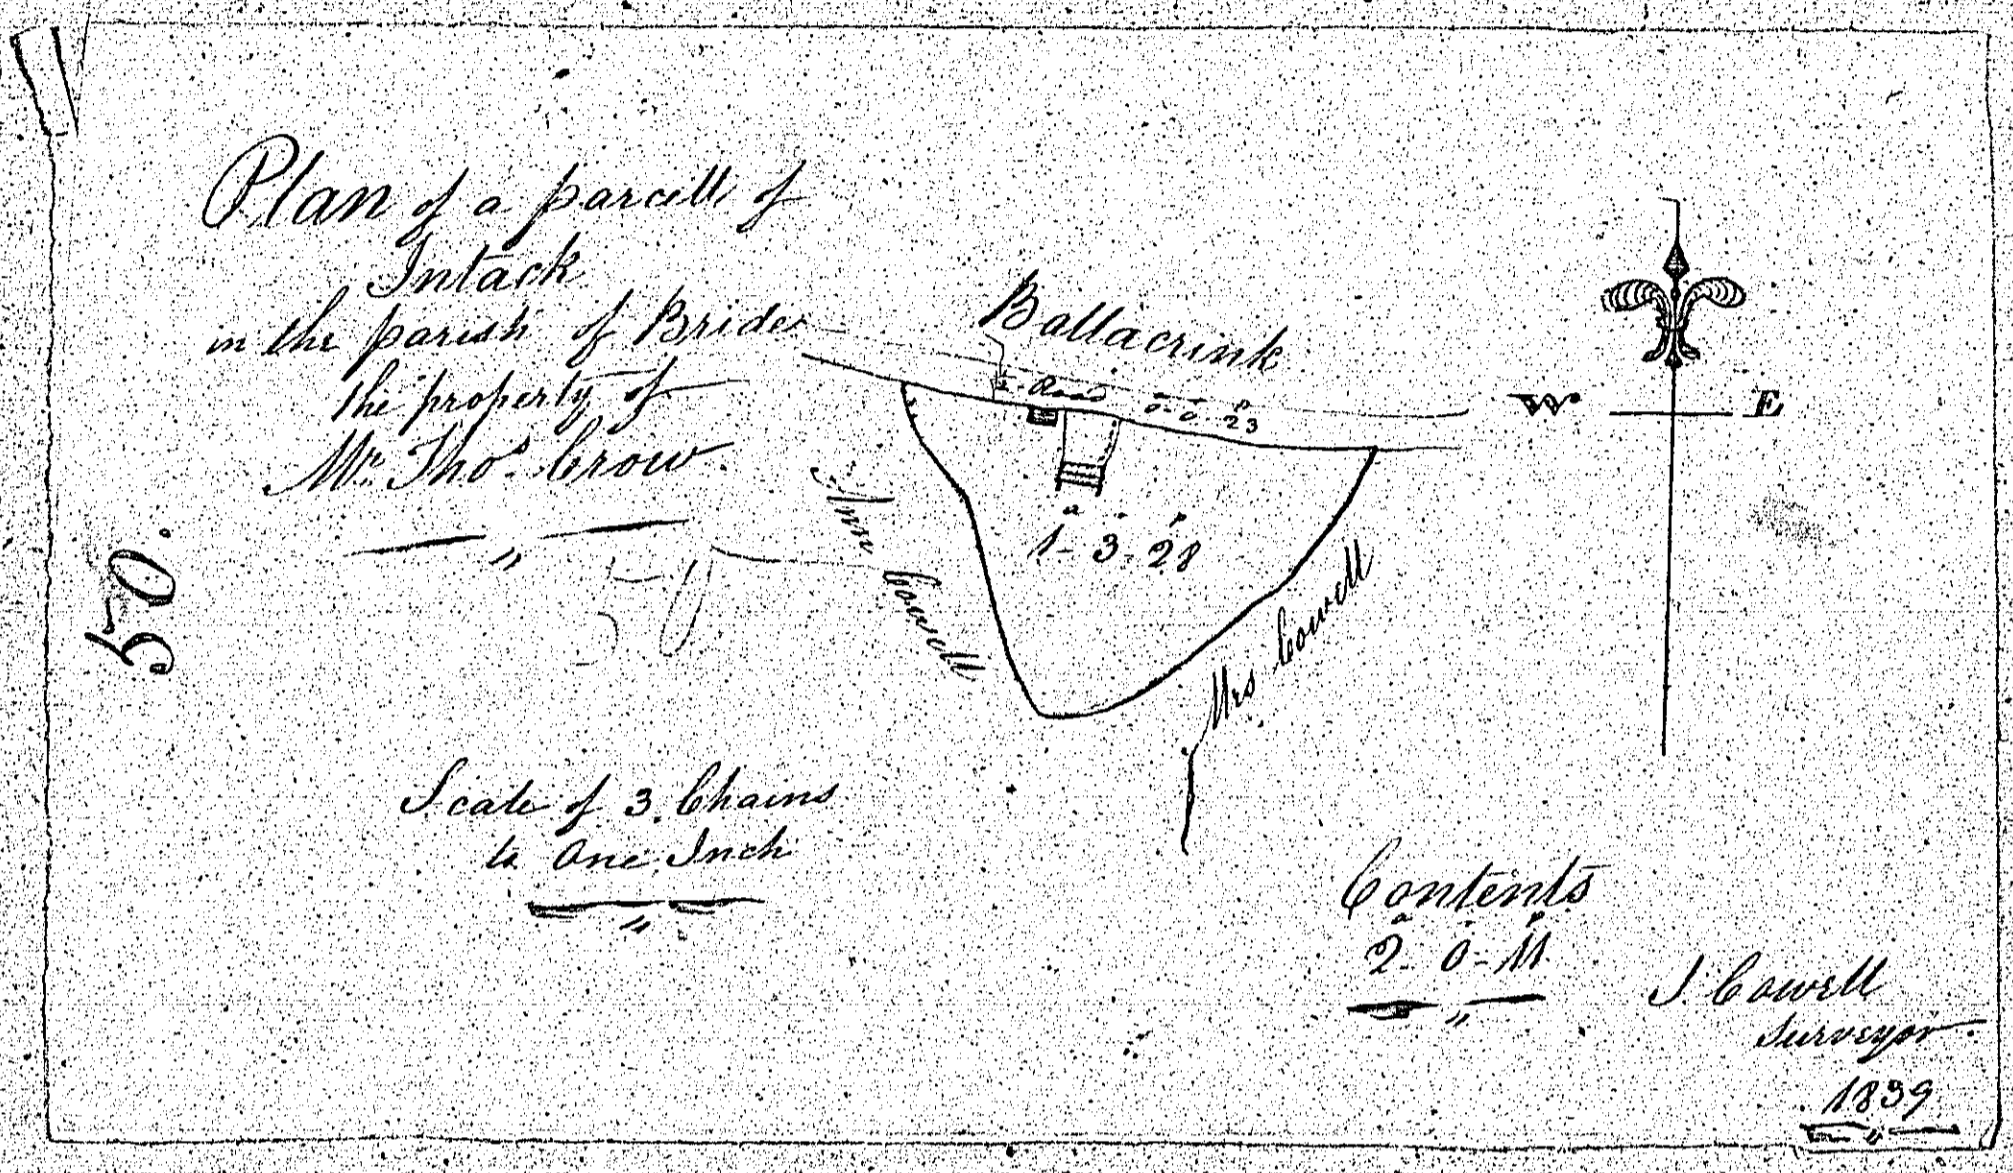 Plan of a parcell of
Intack
in the parish of Bride
the property of
Mr. Thos. Crow.
50.
50
Ballacrink
Road
0-0-23
W E
a p
1-3-28
Cowell
Mrs Cowell
Scale of 3 Chains
to One Inch
Contents
a p
2-0-11
J. Cowell
Surveyor
1839